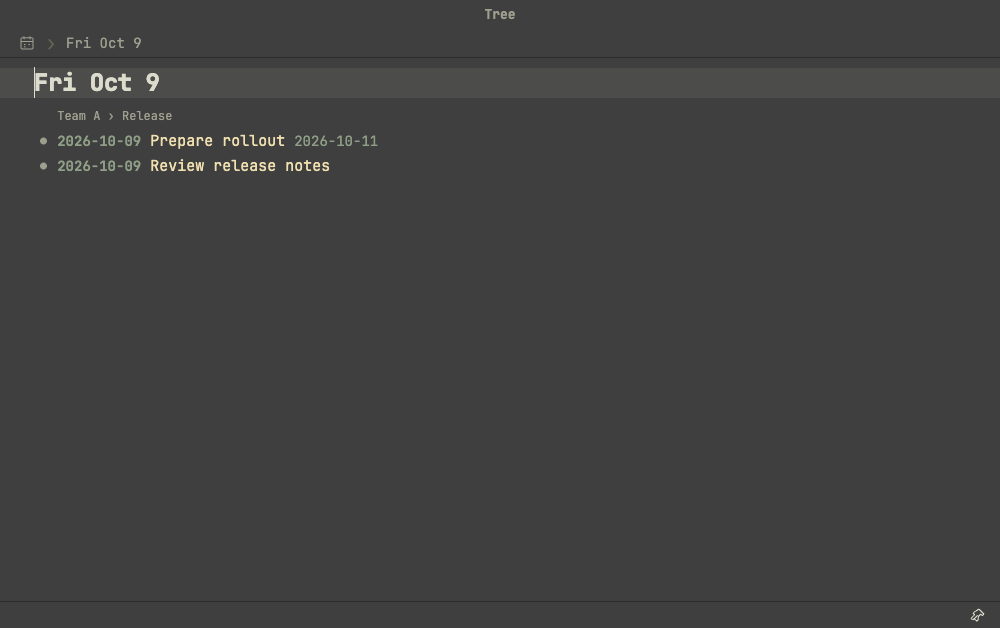 Tree
Fri Oct 9
Fri Oct 9
Team A › Release
2026-10-09 Prepare rollout 2026-10-11
2026-10-09 Review release notes